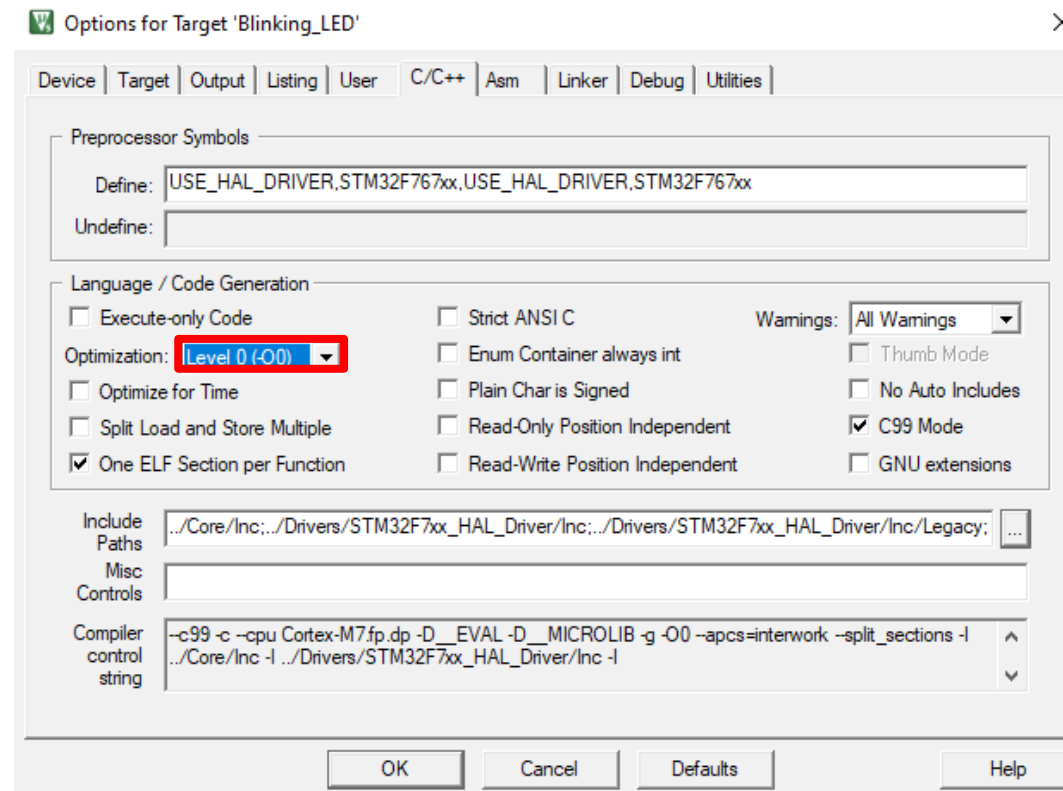 Options for Target 'Blinking_LED'
Device Target Output Listing User C/C++ Asm Linker Debug Utilities
Preprocessor Symbols
Define: USE_HAL_DRIVER,STM32F767xx,USE_HAL_DRIVER,STM32F767xx
Undefine:
Language / Code Generation
Execute-only Code Strict ANSI C Warnings: All Warnings
Optimization: Level 0 (-O0) Enum Container always int Thumb Mode
Optimize for Time Plain Char is Signed No Auto Includes
Split Load and Store Multiple Read-Only Position Independent C99 Mode
One ELF Section per Function Read-Write Position Independent GNU extensions
Include Paths ../Core/Inc;../Drivers/STM32F7xx_HAL_Driver/Inc;../Drivers/STM32F7xx_HAL_Driver/Inc/Legacy; ...
Misc Controls
Compiler control string --c99 -c --cpu Cortex-M7.fp.dp -D__EVAL -D__MICROLIB -g -O0 --apcs=interwork --split_sections -I
../Core/Inc -I ../Drivers/STM32F7xx_HAL_Driver/Inc -I
OK Cancel Defaults Help